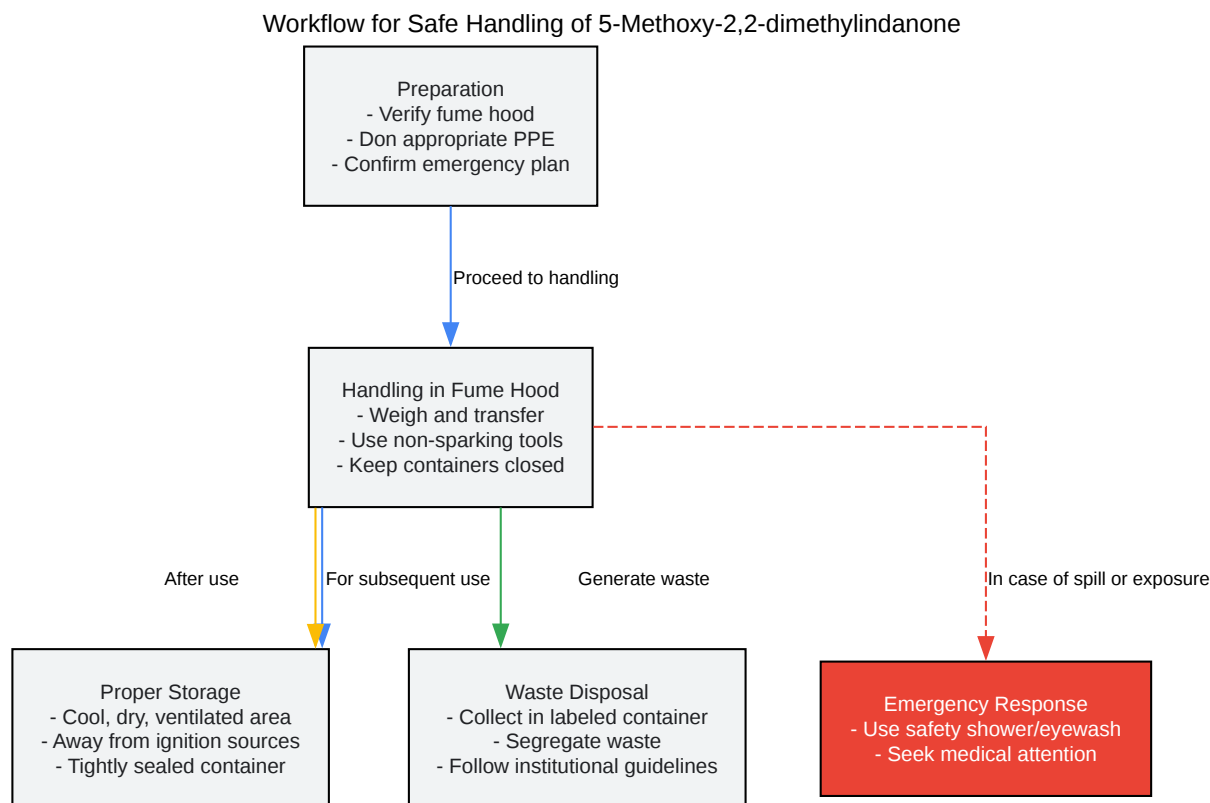 Workflow for Safe Handling of 5-Methoxy-2,2-dimethylindanone
Preparation
- Verify fume hood
- Don appropriate PPE
- Confirm emergency plan
Proceed to handling
Handling in Fume Hood
- Weigh and transfer
- Use non-sparking tools
- Keep containers closed
After use
For subsequent use
Generate waste
In case of spill or exposure
Proper Storage
- Cool, dry, ventilated area
- Away from ignition sources
- Tightly sealed container
Waste Disposal
- Collect in labeled container
- Segregate waste
- Follow institutional guidelines
Emergency Response
- Use safety shower/eyewash
- Seek medical attention